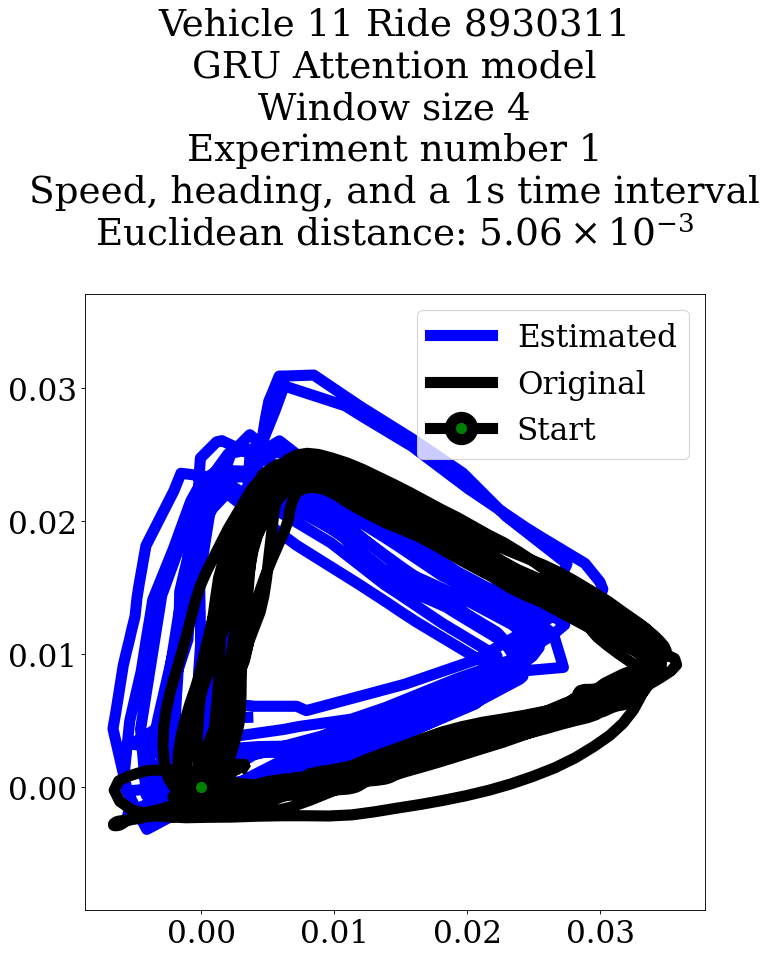 Vehicle 11 Ride 8930311
GRU Attention model
Window size 4
Experiment number 1
Speed, heading, and a 1s time interval
Euclidean distance: 5.06 × 10⁻³
Estimated
Original
Start
0.03
0.02
0.01
0.00
0.00 0.01 0.02 0.03